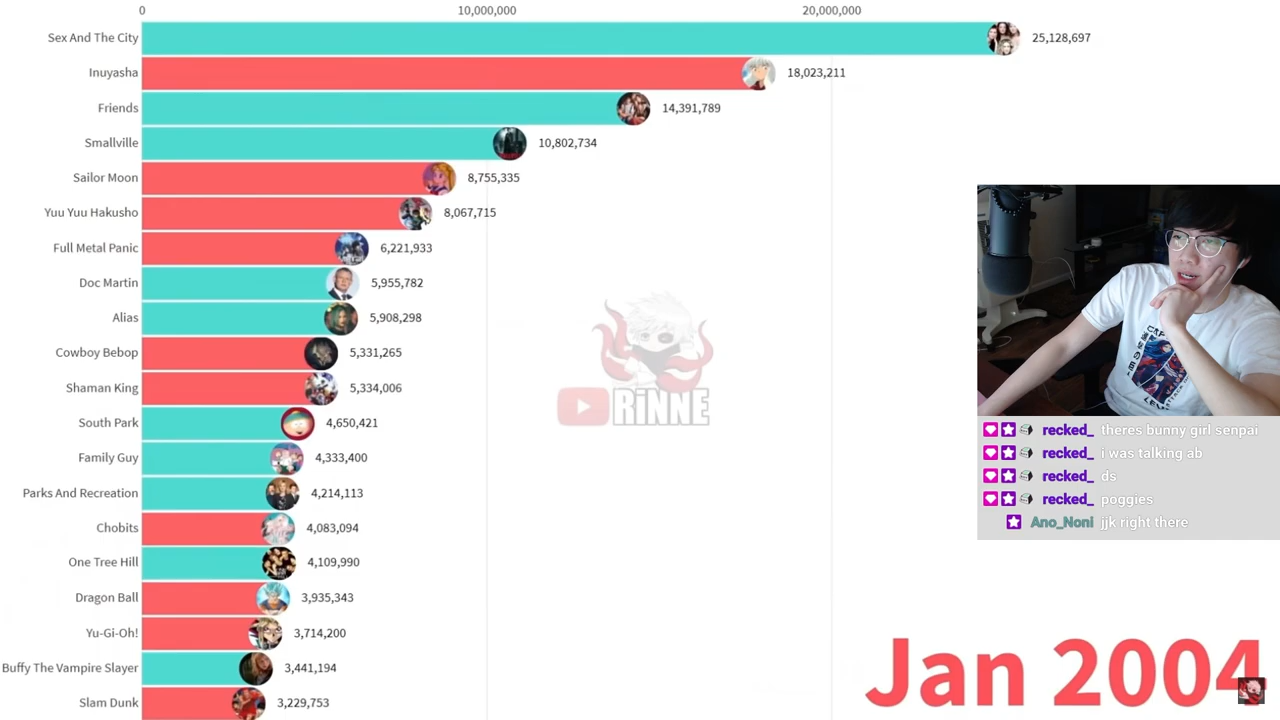 0 10,000,000 20,000,000
Sex And The City 25,128,697
Inuyasha 18,023,211
Friends 14,391,789
Smallville 10,802,734
Sailor Moon 8,755,335
Yuu Yuu Hakusho 8,067,715
Full Metal Panic 6,221,933
Doc Martin 5,955,782
Alias 5,908,298
Cowboy Bebop 5,331,265
Shaman King 5,334,006
South Park 4,650,421
Family Guy 4,333,400
Parks And Recreation 4,214,113
Chobits 4,083,094
One Tree Hill 4,109,990
Dragon Ball 3,935,343
Yu-Gi-Oh! 3,714,200
Buffy The Vampire Slayer 3,441,194
Slam Dunk 3,229,753
RiNNE
recked_ theres bunny girl senpai
recked_ i was talking ab
recked_ ds
recked_ poggies
Ano_Noni jjk right there
Jan 2004